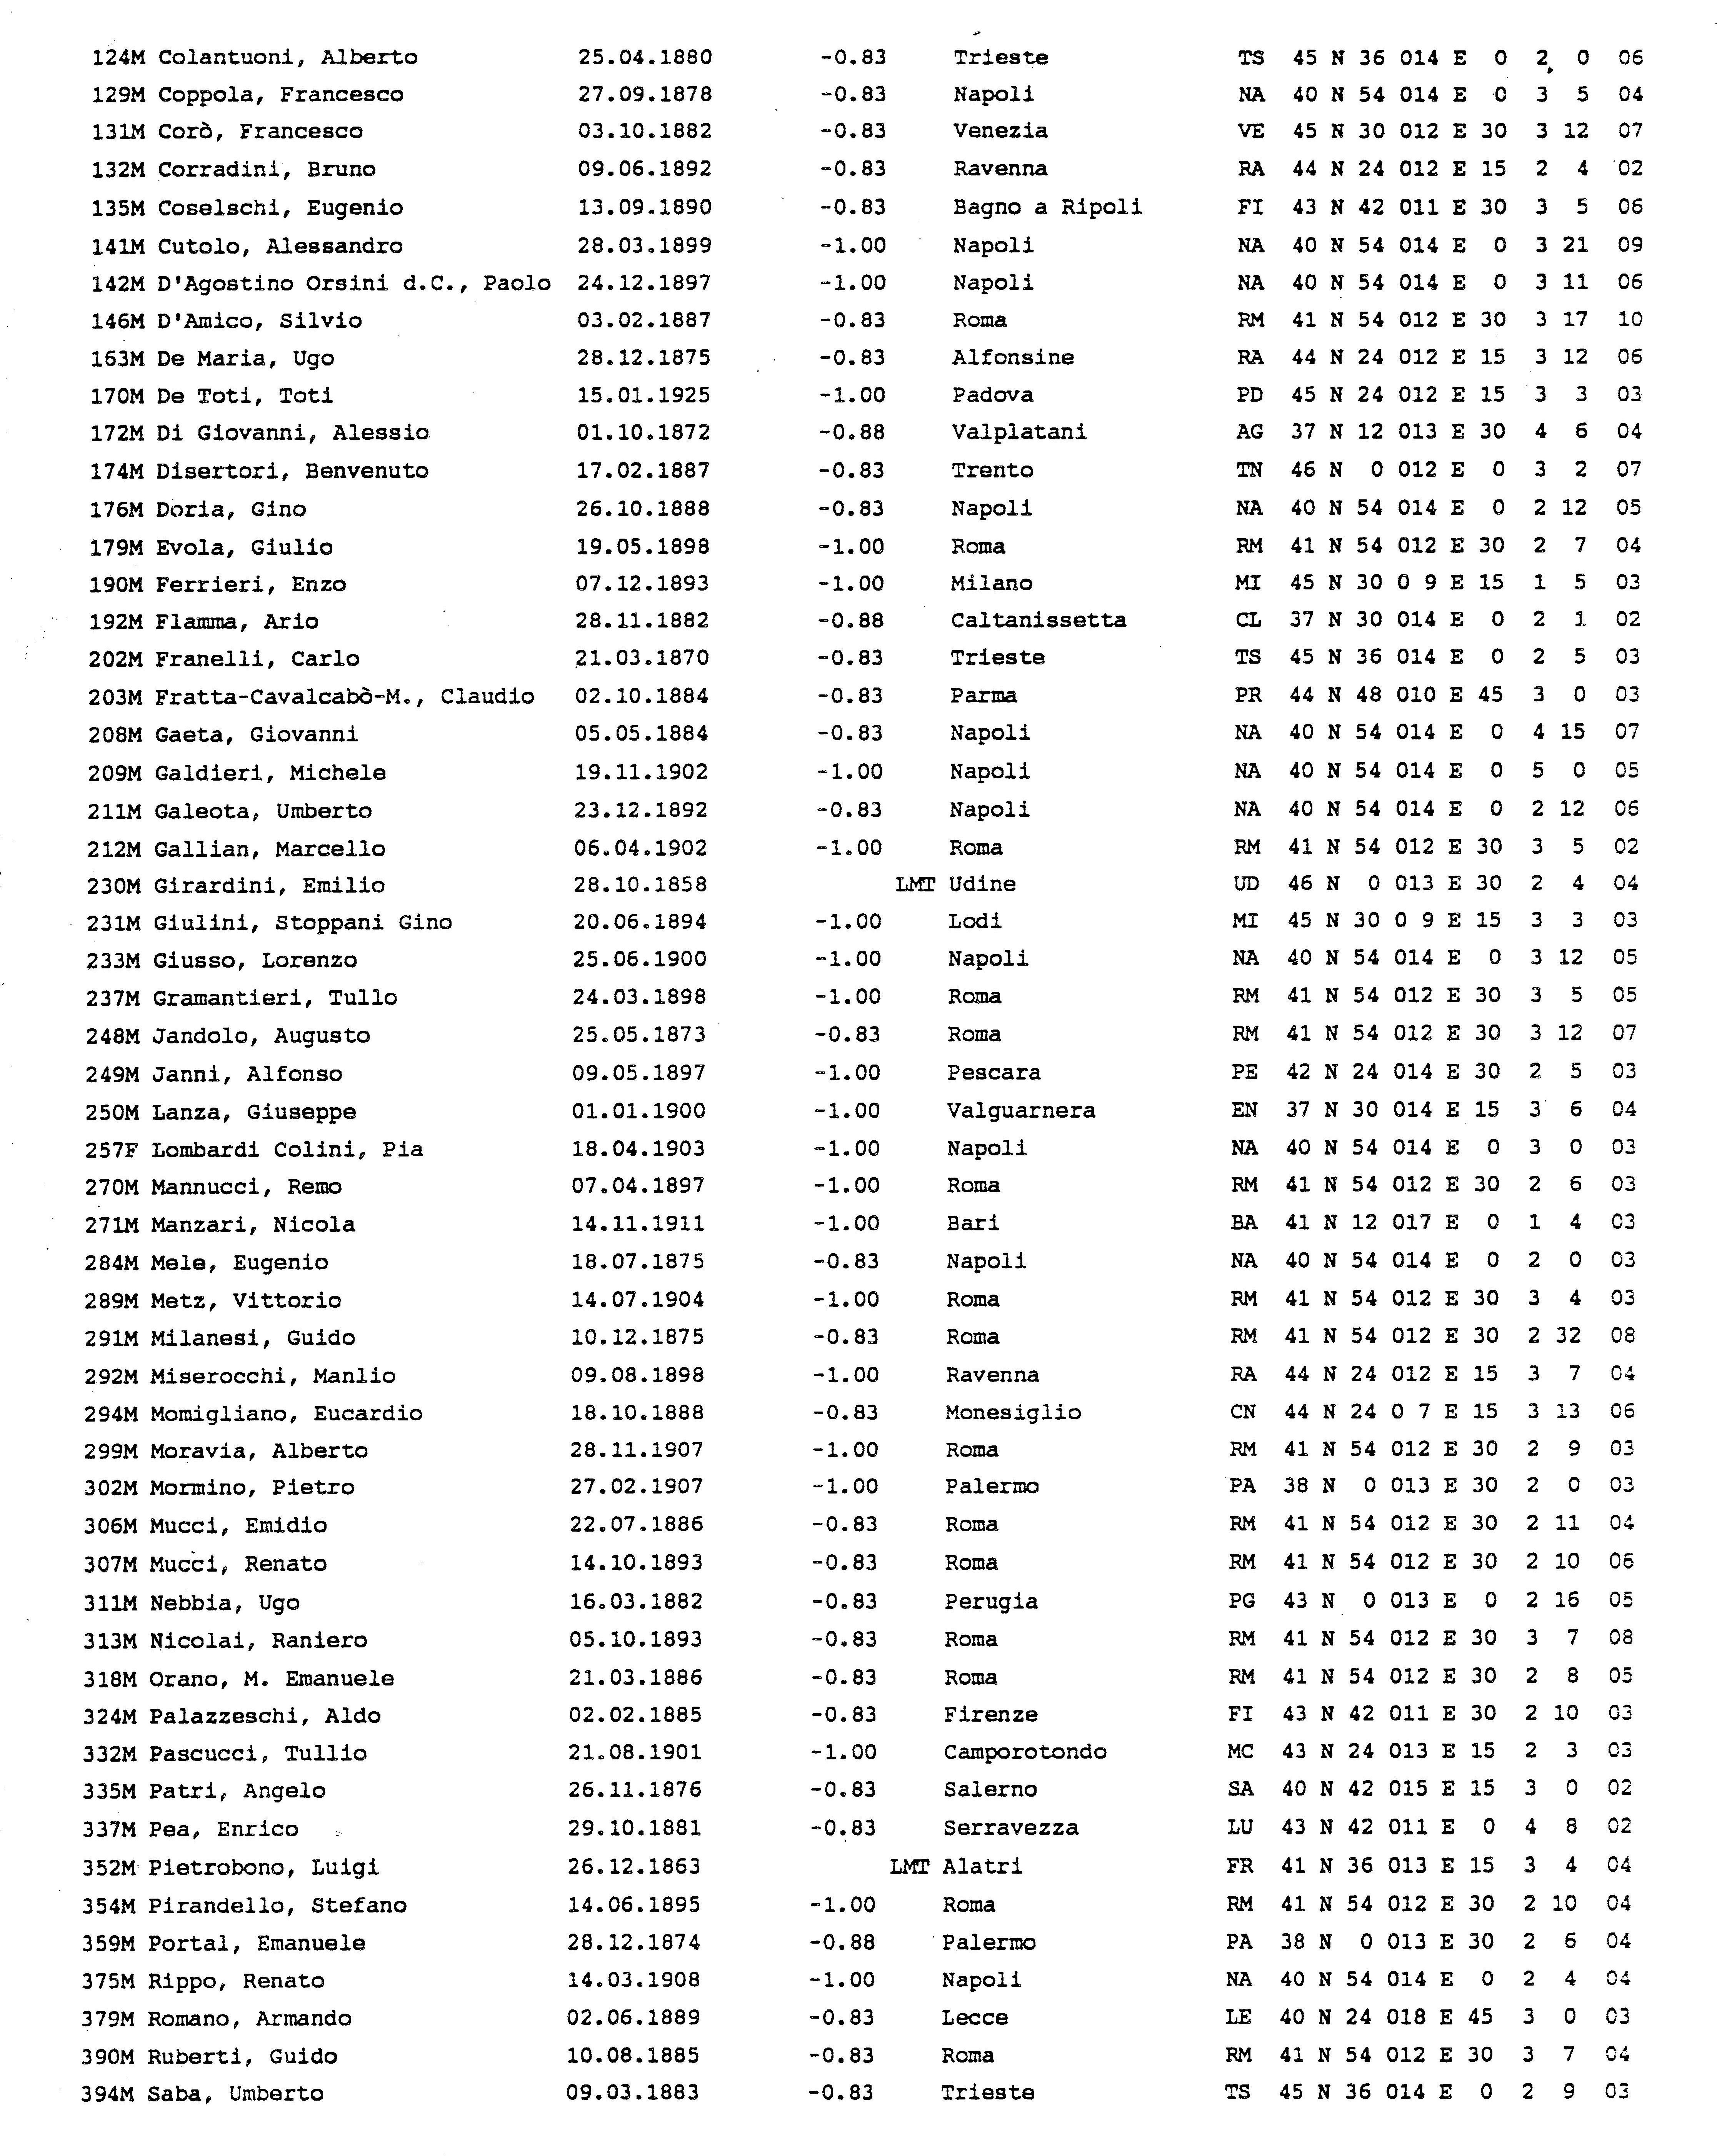 124M Colantuoni, Alberto 25.04.1880 -0.83 Trieste TS 45 N 36 014 E 0 2 0 06
129M Coppola, Francesco 27.09.1878 -0.83 Napoli NA 40 N 54 014 E 0 3 5 04
131M Corò, Francesco 03.10.1882 -0.83 Venezia VE 45 N 30 012 E 30 3 12 07
132M Corradini, Bruno 09.06.1892 -0.83 Ravenna RA 44 N 24 012 E 15 2 4 02
135M Coselschi, Eugenio 13.09.1890 -0.83 Bagno a Ripoli FI 43 N 42 011 E 30 3 5 06
141M Cutolo, Alessandro 28.03.1899 -1.00 Napoli NA 40 N 54 014 E 0 3 21 09
142M D'Agostino Orsini d.C., Paolo 24.12.1897 -1.00 Napoli NA 40 N 54 014 E 0 3 11 06
146M D'Amico, Silvio 03.02.1887 -0.83 Roma RM 41 N 54 012 E 30 3 17 10
163M De Maria, Ugo 28.12.1875 -0.83 Alfonsine RA 44 N 24 012 E 15 3 12 06
170M De Toti, Toti 15.01.1925 -1.00 Padova PD 45 N 24 012 E 15 3 3 03
172M Di Giovanni, Alessio 01.10.1872 -0.88 Valplatani AG 37 N 12 013 E 30 4 6 04
174M Disertori, Benvenuto 17.02.1887 -0.83 Trento TN 46 N 0 012 E 0 3 2 07
176M Doria, Gino 26.10.1888 -0.83 Napoli NA 40 N 54 014 E 0 2 12 05
179M Evola, Giulio 19.05.1898 -1.00 Roma RM 41 N 54 012 E 30 2 7 04
190M Ferrieri, Enzo 07.12.1893 -1.00 Milano MI 45 N 30 0 9 E 15 1 5 03
192M Flamma, Ario 28.11.1882 -0.88 Caltanissetta CL 37 N 30 014 E 0 2 1 02
202M Franelli, Carlo 21.03.1870 -0.83 Trieste TS 45 N 36 014 E 0 2 5 03
203M Fratta-Cavalcabò-M., Claudio 02.10.1884 -0.83 Parma PR 44 N 48 010 E 45 3 0 03
208M Gaeta, Giovanni 05.05.1884 -0.83 Napoli NA 40 N 54 014 E 0 4 15 07
209M Galdieri, Michele 19.11.1902 -1.00 Napoli NA 40 N 54 014 E 0 5 0 05
211M Galeota, Umberto 23.12.1892 -0.83 Napoli NA 40 N 54 014 E 0 2 12 06
212M Gallian, Marcello 06.04.1902 -1.00 Roma RM 41 N 54 012 E 30 3 5 02
230M Girardini, Emilio 28.10.1858 LMT Udine UD 46 N 0 013 E 30 2 4 04
231M Giulini, Stoppani Gino 20.06.1894 -1.00 Lodi MI 45 N 30 0 9 E 15 3 3 03
233M Giusso, Lorenzo 25.06.1900 -1.00 Napoli NA 40 N 54 014 E 0 3 12 05
237M Gramantieri, Tullo 24.03.1898 -1.00 Roma RM 41 N 54 012 E 30 3 5 05
248M Jandolo, Augusto 25.05.1873 -0.83 Roma RM 41 N 54 012 E 30 3 12 07
249M Janni, Alfonso 09.05.1897 -1.00 Pescara PE 42 N 24 014 E 30 2 5 03
250M Lanza, Giuseppe 01.01.1900 -1.00 Valguarnera EN 37 N 30 014 E 15 3 6 04
257F Lombardi Colini, Pia 18.04.1903 -1.00 Napoli NA 40 N 54 014 E 0 3 0 03
270M Mannucci, Remo 07.04.1897 -1.00 Roma RM 41 N 54 012 E 30 2 6 03
271M Manzari, Nicola 14.11.1911 -1.00 Bari BA 41 N 12 017 E 0 1 4 03
284M Mele, Eugenio 18.07.1875 -0.83 Napoli NA 40 N 54 014 E 0 2 0 03
289M Metz, Vittorio 14.07.1904 -1.00 Roma RM 41 N 54 012 E 30 3 4 03
291M Milanesi, Guido 10.12.1875 -0.83 Roma RM 41 N 54 012 E 30 2 32 08
292M Miserocchi, Manlio 09.08.1898 -1.00 Ravenna RA 44 N 24 012 E 15 3 7 04
294M Momigliano, Eucardio 18.10.1888 -0.83 Monesiglio CN 44 N 24 0 7 E 15 3 13 06
299M Moravia, Alberto 28.11.1907 -1.00 Roma RM 41 N 54 012 E 30 2 9 03
302M Mormino, Pietro 27.02.1907 -1.00 Palermo PA 38 N 0 013 E 30 2 0 03
306M Mucci, Emidio 22.07.1886 -0.83 Roma RM 41 N 54 012 E 30 2 11 04
307M Mucci, Renato 14.10.1893 -0.83 Roma RM 41 N 54 012 E 30 2 10 06
311M Nebbia, Ugo 16.03.1882 -0.83 Perugia PG 43 N 0 013 E 0 2 16 05
313M Nicolai, Raniero 05.10.1893 -0.83 Roma RM 41 N 54 012 E 30 3 7 08
318M Orano, M. Emanuele 21.03.1886 -0.83 Roma RM 41 N 54 012 E 30 2 8 05
324M Palazzeschi, Aldo 02.02.1885 -0.83 Firenze FI 43 N 42 011 E 30 2 10 03
332M Pascucci, Tullio 21.08.1901 -1.00 Camporotondo MC 43 N 24 013 E 15 2 3 03
335M Patri, Angelo 26.11.1876 -0.83 Salerno SA 40 N 42 015 E 15 3 0 02
337M Pea, Enrico 29.10.1881 -0.83 Serravezza LU 43 N 42 011 E 0 4 8 02
352M Pietrobono, Luigi 26.12.1863 LMT Alatri FR 41 N 36 013 E 15 3 4 04
354M Pirandello, Stefano 14.06.1895 -1.00 Roma RM 41 N 54 012 E 30 2 10 04
359M Portal, Emanuele 28.12.1874 -0.88 Palermo PA 38 N 0 013 E 30 2 6 04
375M Rippo, Renato 14.03.1908 -1.00 Napoli NA 40 N 54 014 E 0 2 4 04
379M Romano, Armando 02.06.1889 -0.83 Lecce LE 40 N 24 018 E 45 3 0 03
390M Ruberti, Guido 10.08.1885 -0.83 Roma RM 41 N 54 012 E 30 3 7 04
394M Saba, Umberto 09.03.1883 -0.83 Trieste TS 45 N 36 014 E 0 2 9 03